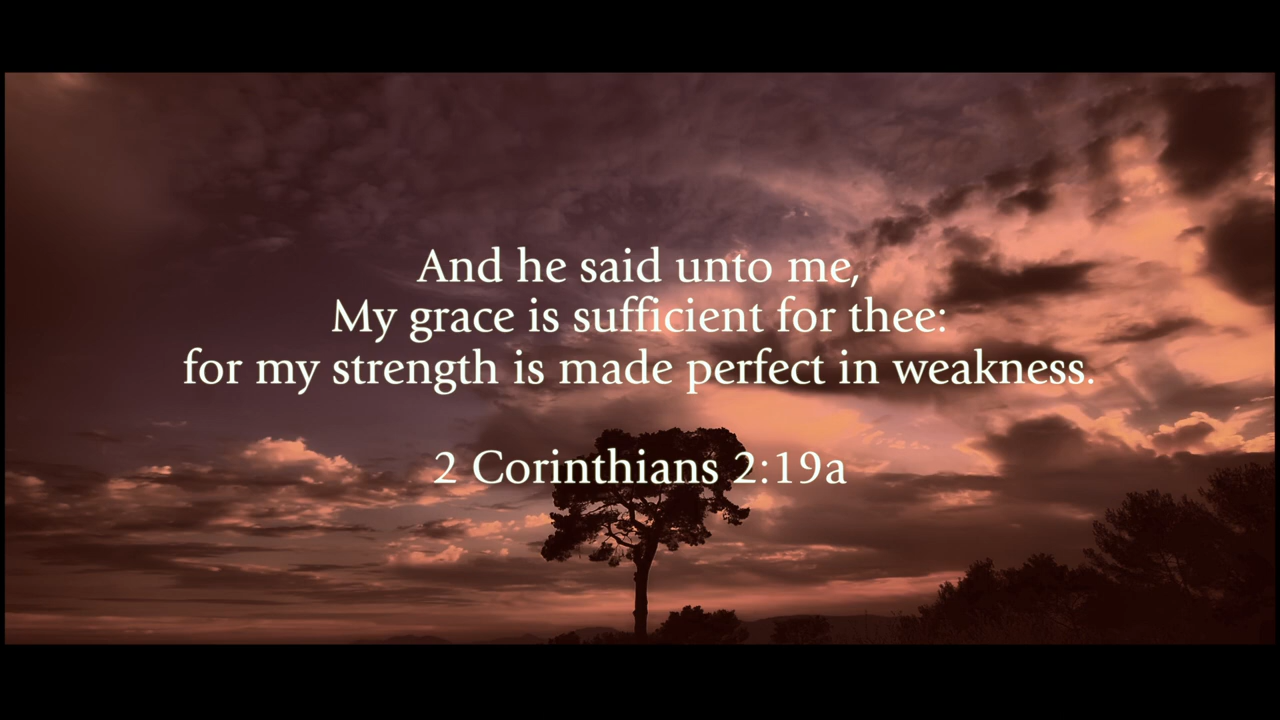 And he said unto me,
My grace is sufficient for thee:
for my strength is made perfect in weakness.
2 Corinthians 2:19a